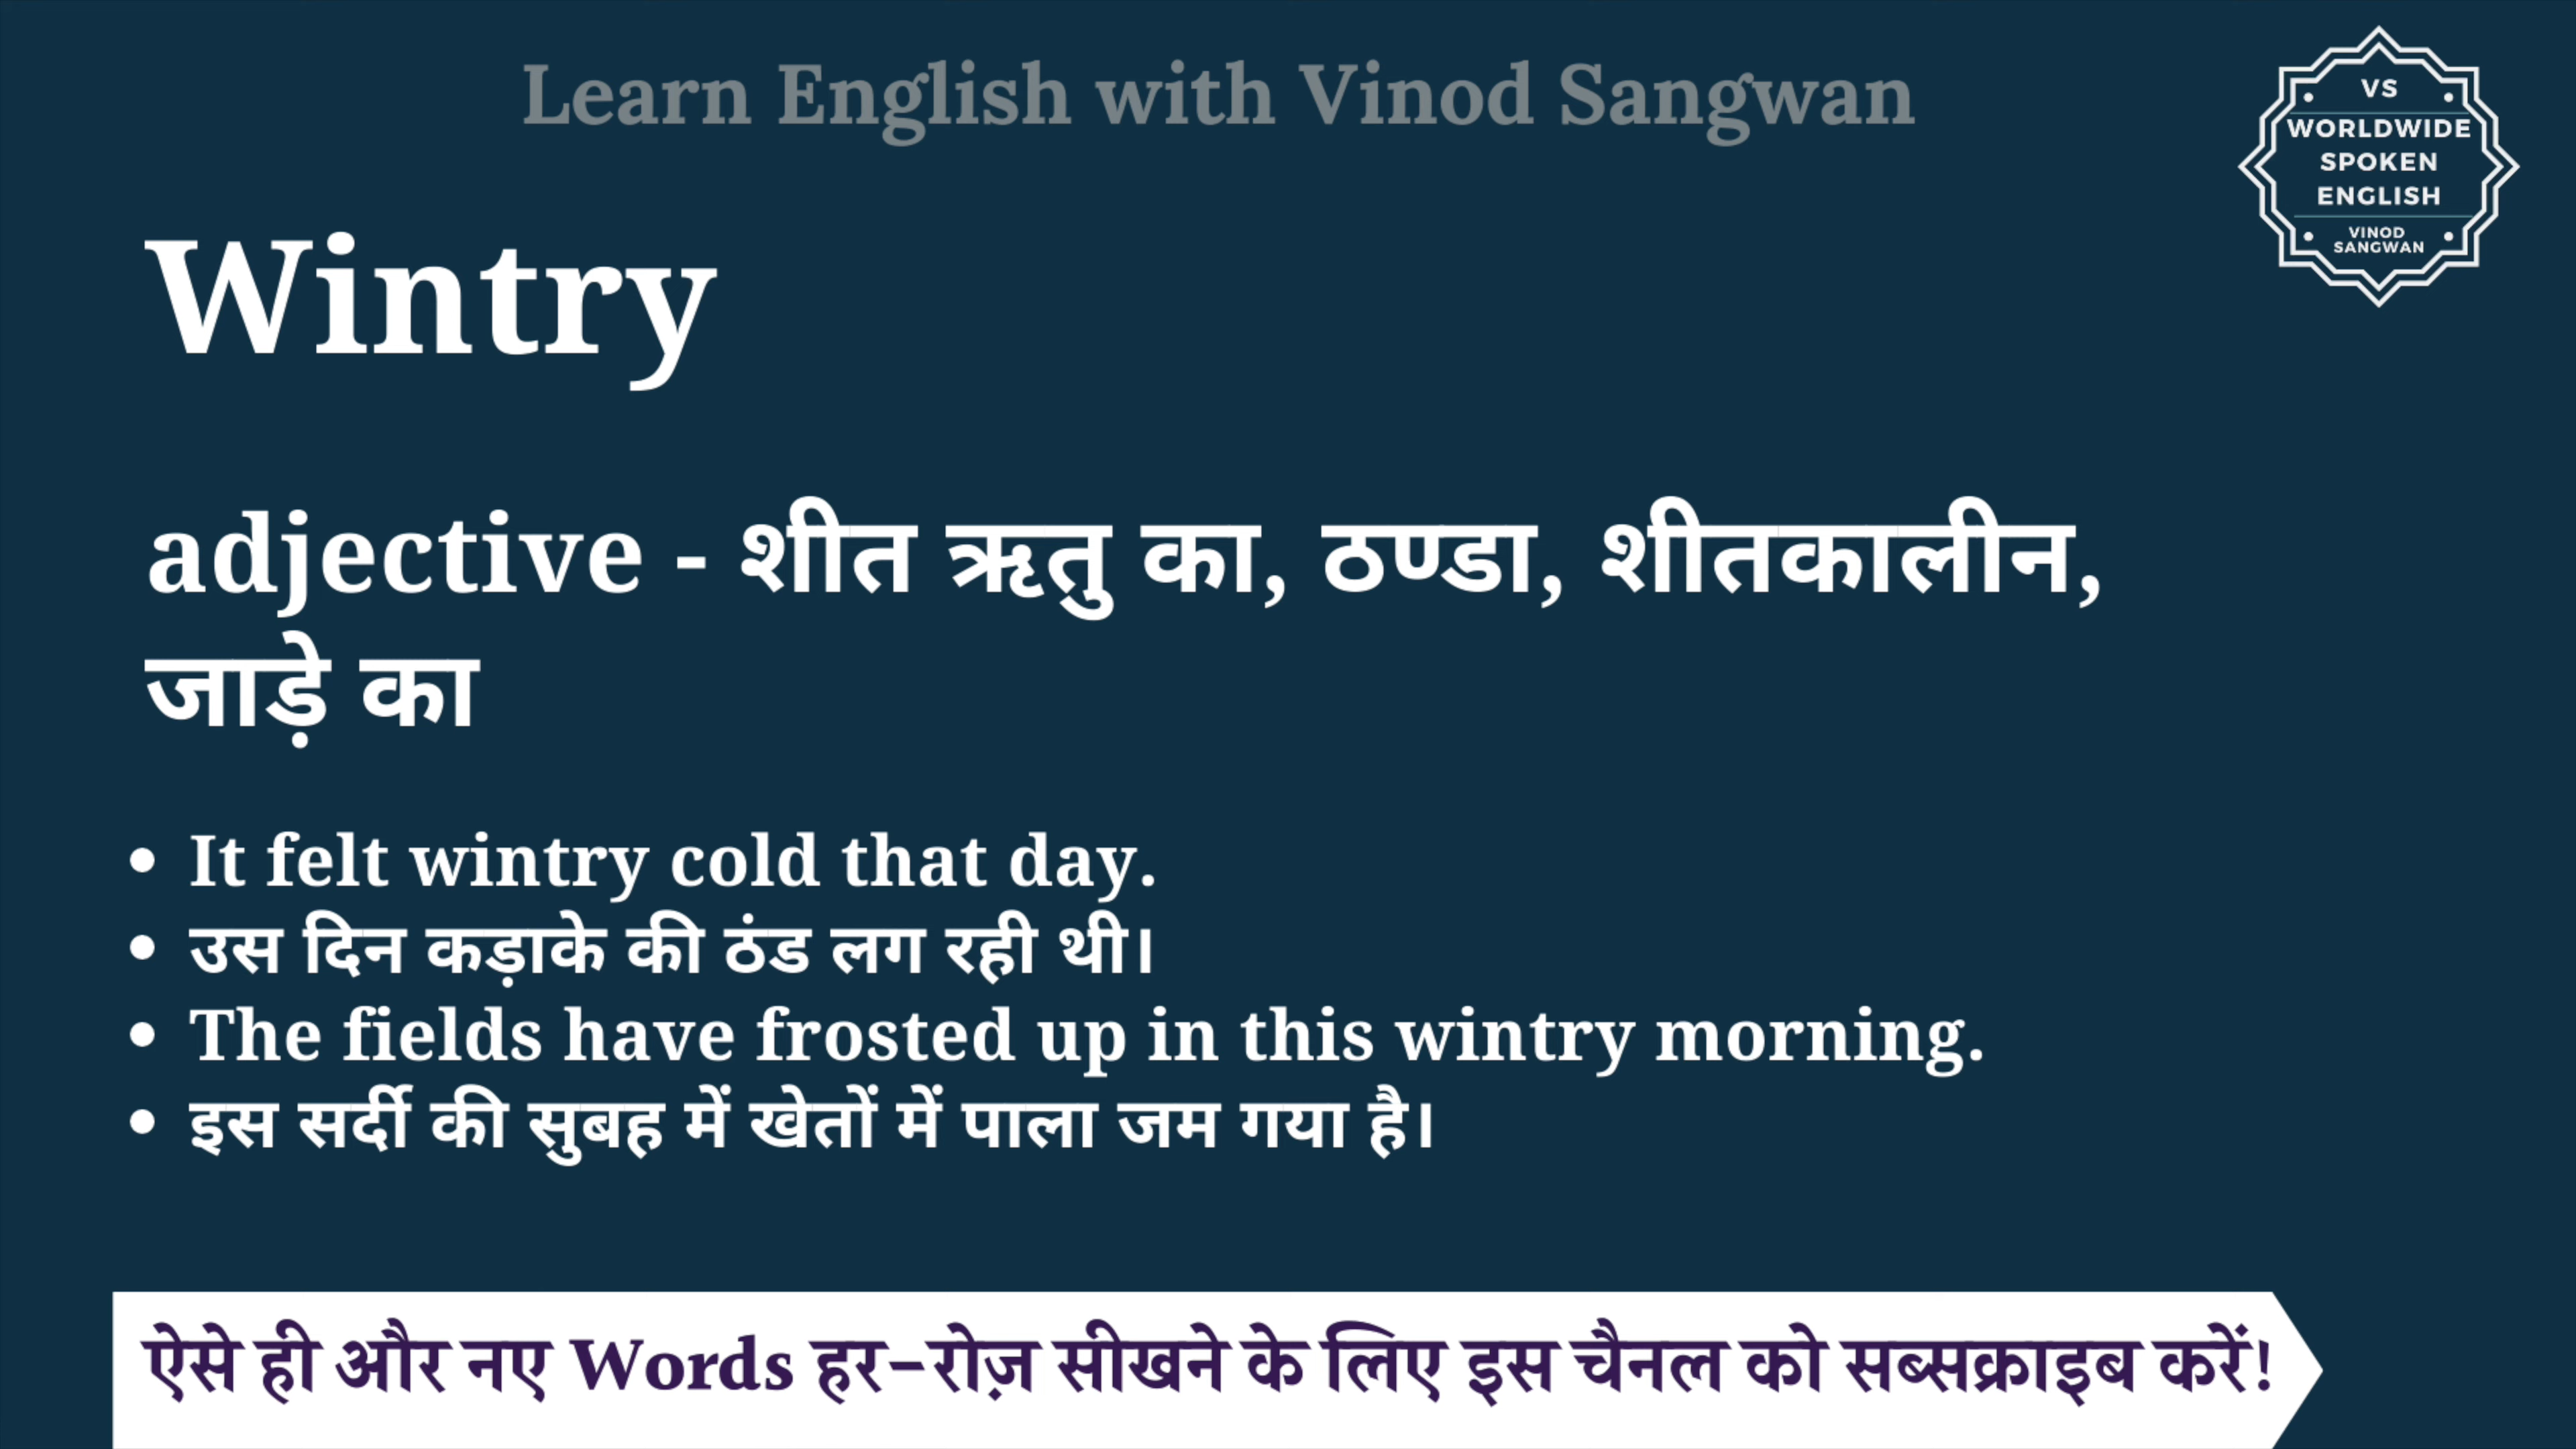 Learn English with Vinod Sangwan
VS
WORLDWIDE
SPOKEN
ENGLISH
VINOD
SANGWAN
Wintry
adjective - शीत ऋतु का, ठण्डा, शीतकालीन,
जाड़े का
• It felt wintry cold that day.
• उस दिन कड़ाके की ठंड लग रही थी।
• The fields have frosted up in this wintry morning.
• इस सर्दी की सुबह में खेतों में पाला जम गया है।
ऐसे ही और नए Words हर-रोज़ सीखने के लिए इस चैनल को सब्सक्राइब करें!